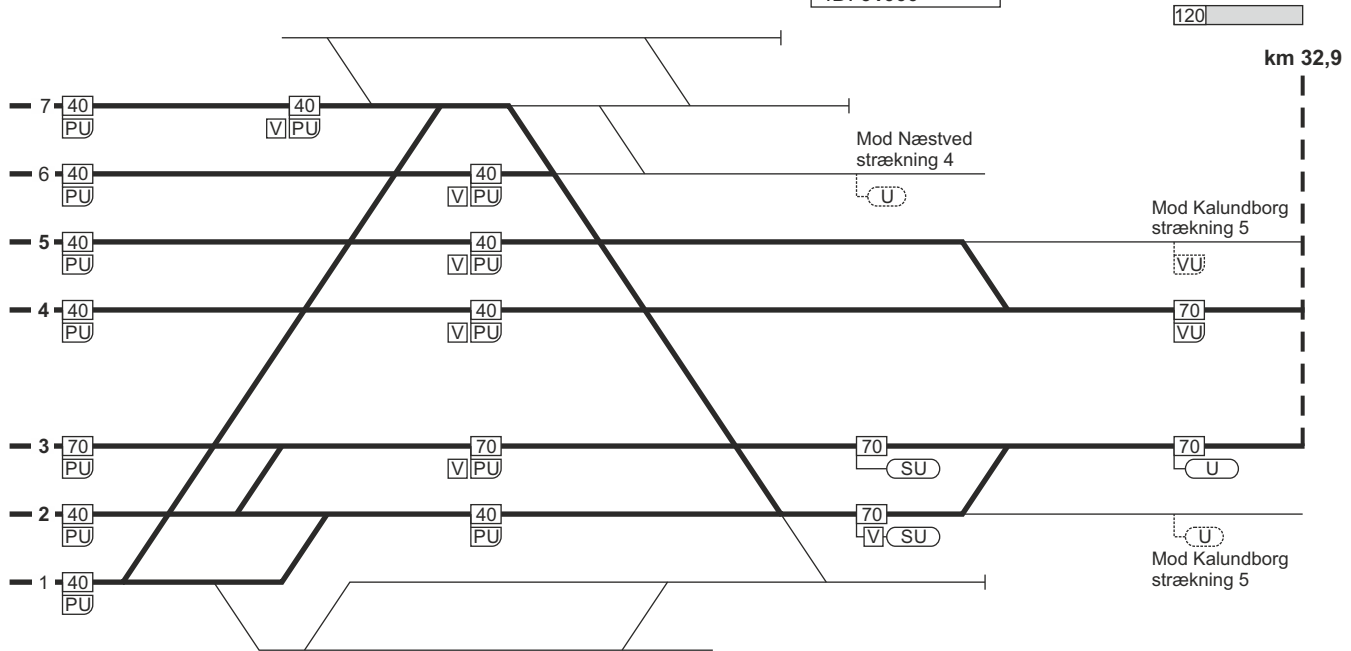 120
km 32,9
7 40 40
PU V PU
Mod Næstved
strækning 4
6 40 40
PU V PU U
Mod Kalundborg
strækning 5
5 40 40
PU V PU VU
4 40 40 70
PU V PU VU
3 70 70 70 70
PU V PU SU U
2 40 40 70
PU PU V SU U
Mod Kalundborg
strækning 5
1 40
PU